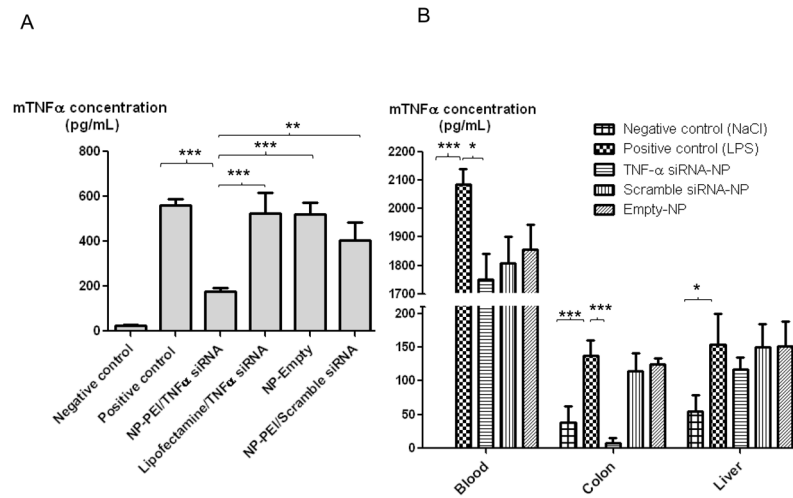 A
mTNFα concentration
(pg/mL)
800
600
400
200
0
***
***
***
**
Negative control
Positive control
NP-PEI/TNFα siRNA
Lipofectamine/TNFα siRNA
NP-Empty
NP-PEI/Scramble siRNA
B
mTNFα concentration
(pg/mL)
Negative control (NaCl)
Positive control (LPS)
TNF-α siRNA-NP
Scramble siRNA-NP
Empty-NP
2200
2100
2000
1900
1800
1700
200
150
100
50
0
*** *
*** ***
*
Blood
Colon
Liver